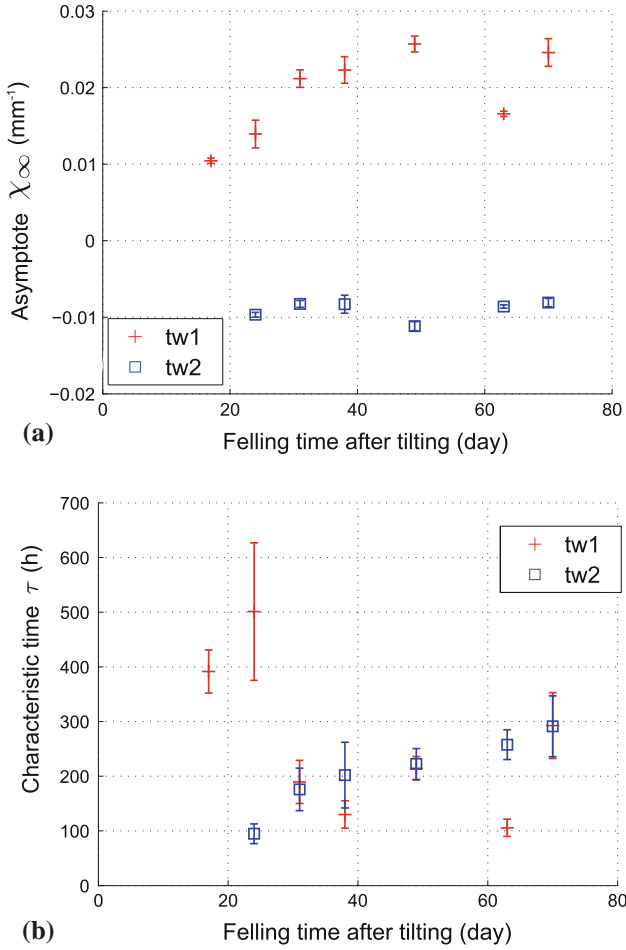 0.03
0.02
0.01
0
−0.01
−0.02
Asymptote χ∞ (mm-1)
tw1
tw2
0 20 40 60 80
Felling time after tilting (day)
(a)
700
600
500
400
300
200
100
0
Characteristic time τ (h)
tw1
tw2
0 20 40 60 80
Felling time after tilting (day)
(b)